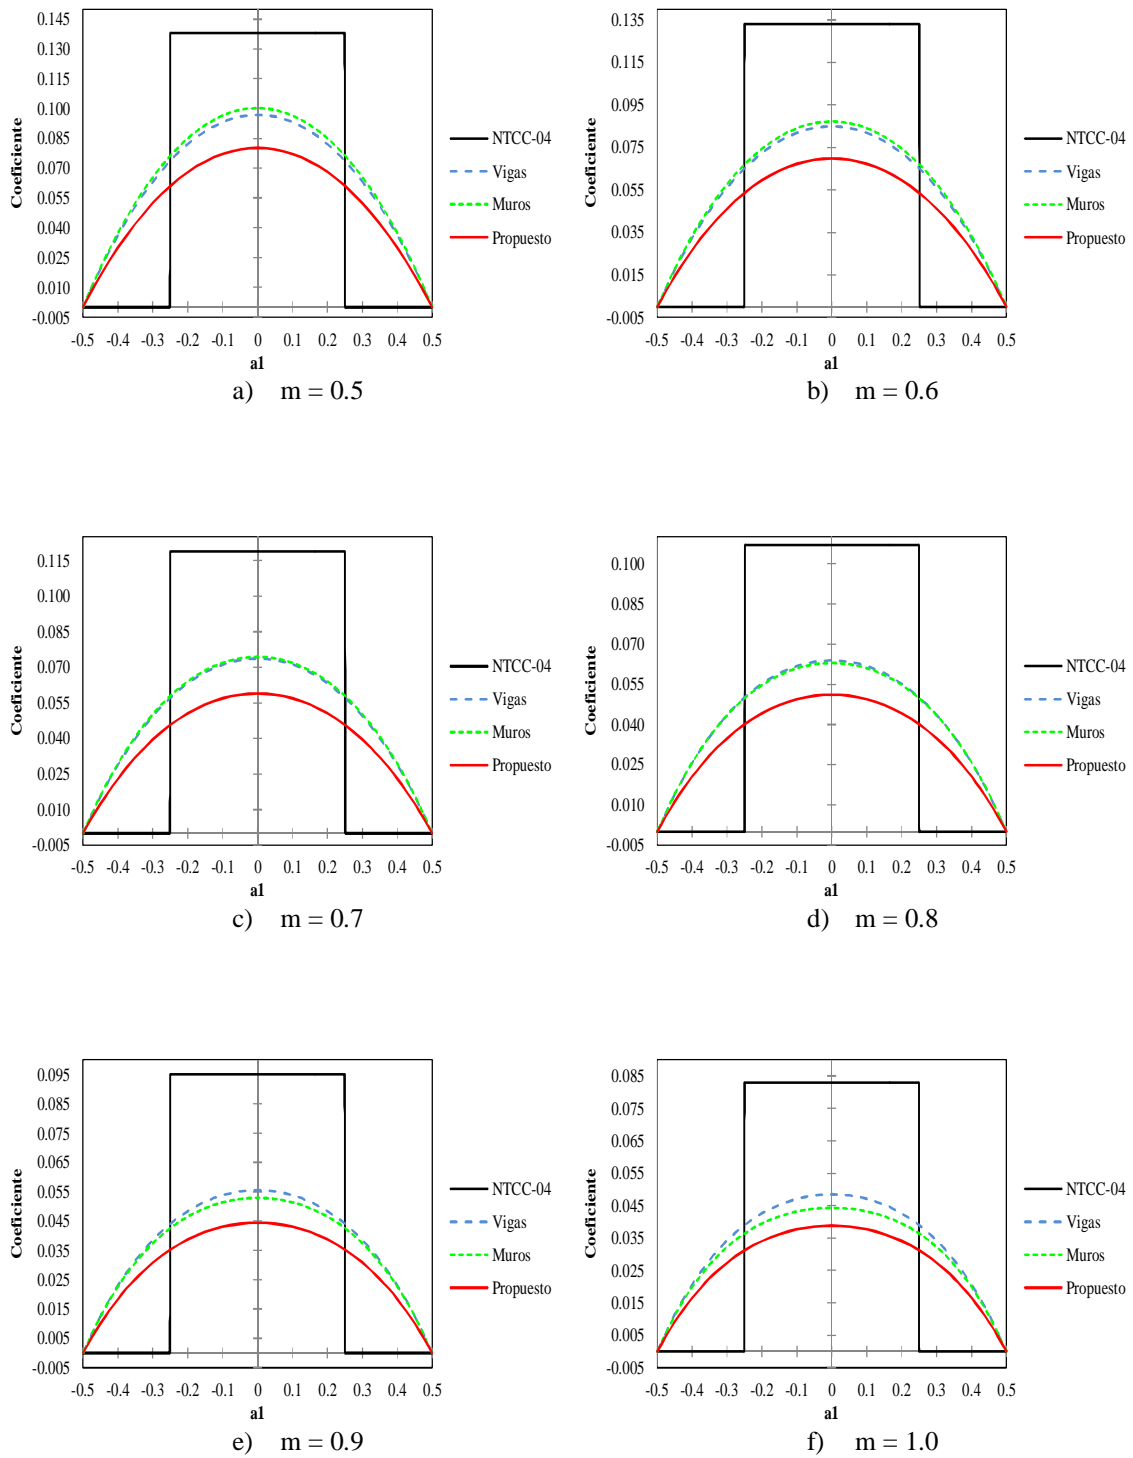 0.145
0.130
0.115
0.100
0.085
0.070
0.055
0.040
0.025
0.010
-0.005
Coeficiente
-0.5 -0.4 -0.3 -0.2 -0.1 0 0.1 0.2 0.3 0.4 0.5
a1
NTCC-04
Vigas
Muros
Propuesto
a) m = 0.5
0.135
0.115
0.095
0.075
0.055
0.035
0.015
-0.005
Coeficiente
-0.5 -0.4 -0.3 -0.2 -0.1 0 0.1 0.2 0.3 0.4 0.5
a1
NTCC-04
Vigas
Muros
Propuesto
b) m = 0.6
0.115
0.100
0.085
0.070
0.055
0.040
0.025
0.010
-0.005
Coeficiente
-0.5 -0.4 -0.3 -0.2 -0.1 0 0.1 0.2 0.3 0.4 0.5
a1
NTCC-04
Vigas
Muros
Propuesto
c) m = 0.7
0.100
0.085
0.070
0.055
0.040
0.025
0.010
-0.005
Coeficiente
-0.5 -0.4 -0.3 -0.2 -0.1 0 0.1 0.2 0.3 0.4 0.5
a1
NTCC-04
Vigas
Muros
Propuesto
d) m = 0.8
0.095
0.085
0.075
0.065
0.055
0.045
0.035
0.025
0.015
0.005
-0.005
Coeficiente
-0.5 -0.4 -0.3 -0.2 -0.1 0 0.1 0.2 0.3 0.4 0.5
a1
NTCC-04
Vigas
Muros
Propuesto
e) m = 0.9
0.085
0.075
0.065
0.055
0.045
0.035
0.025
0.015
0.005
-0.005
Coeficiente
-0.5 -0.4 -0.3 -0.2 -0.1 0 0.1 0.2 0.3 0.4 0.5
a1
NTCC-04
Vigas
Muros
Propuesto
f) m = 1.0